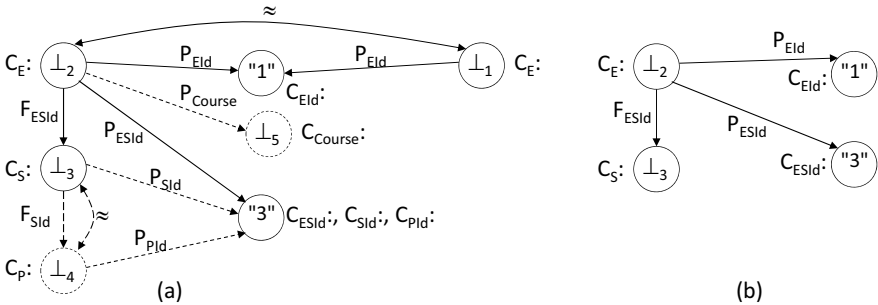 ≈
C_E: ⊥_2 P_EId "1" P_EId ⊥_1 C_E:
C_EId:
P_Course
F_ESId P_ESId ⊥_5 C_Course:
C_S: ⊥_3 P_SId
F_SId ≈ "3" C_ESId:, C_SId:, C_PId:
P_PId
C_P: ⊥_4
(a)
P_EId
C_E: ⊥_2 "1"
C_EId:
F_ESId P_ESId
C_S: ⊥_3 C_ESId: "3"
(b)